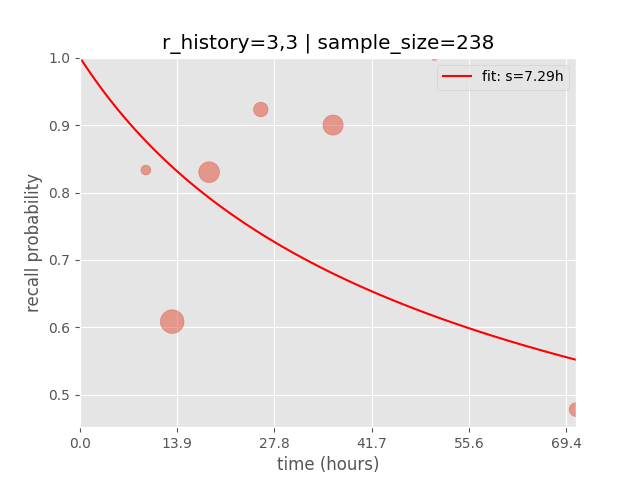 r_history=3,3 | sample_size=238
fit: s=7.29h
1.0
0.9
0.8
0.7
0.6
0.5
recall probability
0.0 13.9 27.8 41.7 55.6 69.4
time (hours)